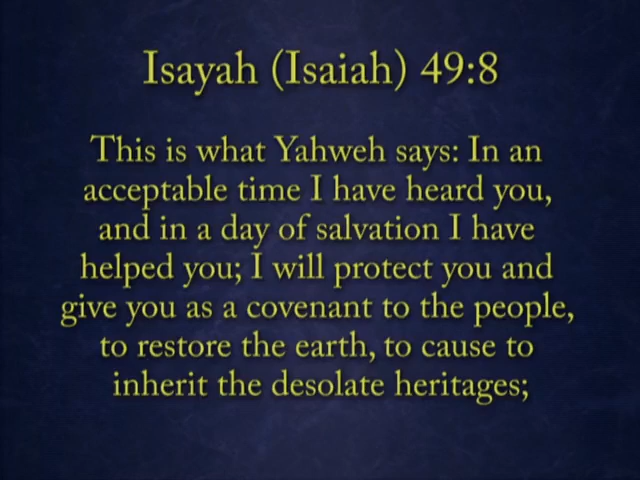 Isayah (Isaiah) 49:8
This is what Yahweh says: In an
acceptable time I have heard you,
and in a day of salvation I have
helped you; I will protect you and
give you as a covenant to the people,
to restore the earth, to cause to
inherit the desolate heritages;